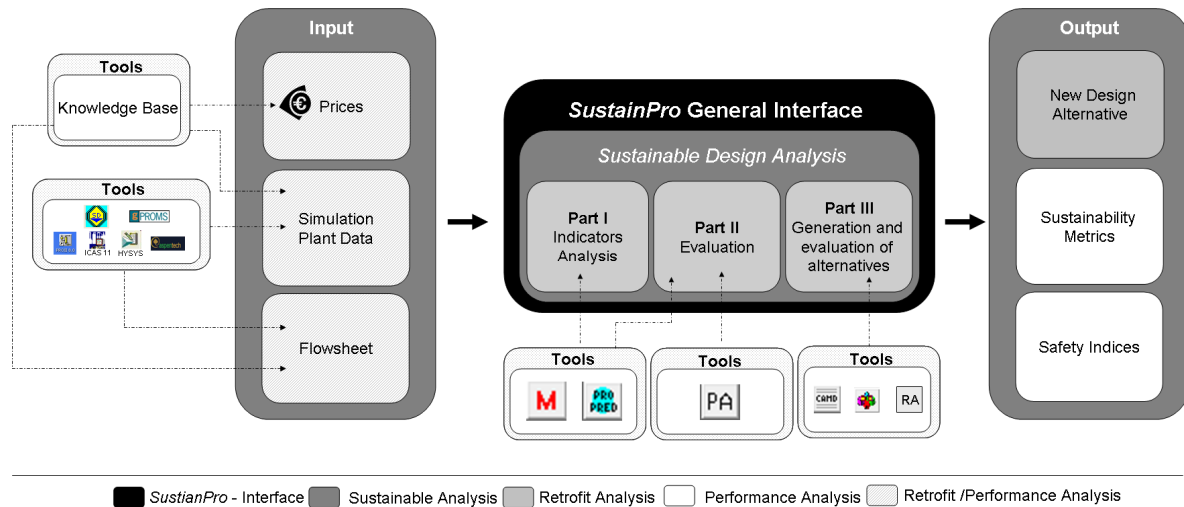 Input
Output
Tools
Knowledge Base
Prices
Tools
LSD
gPROMS
ICAS 11
HYSYS
Simulation
Plant Data
Flowsheet
SustainPro General Interface
Sustainable Design Analysis
Part I
Indicators
Analysis
Part II
Evaluation
Part III
Generation and
evaluation of
alternatives
Tools
M
PRO
PRED
Tools
PA
Tools
CAMD
RA
New Design
Alternative
Sustainability
Metrics
Safety Indices
SustianPro - Interface
Sustainable Analysis
Retrofit Analysis
Performance Analysis
Retrofit /Performance Analysis